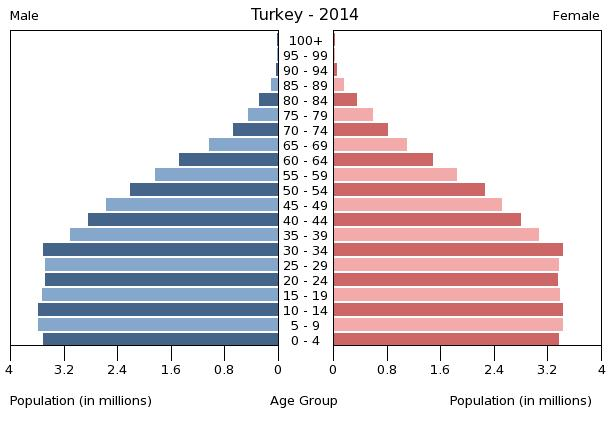 Male Turkey - 2014 Female
100+
95 - 99
90 - 94
85 - 89
80 - 84
75 - 79
70 - 74
65 - 69
60 - 64
55 - 59
50 - 54
45 - 49
40 - 44
35 - 39
30 - 34
25 - 29
20 - 24
15 - 19
10 - 14
5 - 9
0 - 4
4 3.2 2.4 1.6 0.8 0 0 0.8 1.6 2.4 3.2 4
Population (in millions) Age Group Population (in millions)